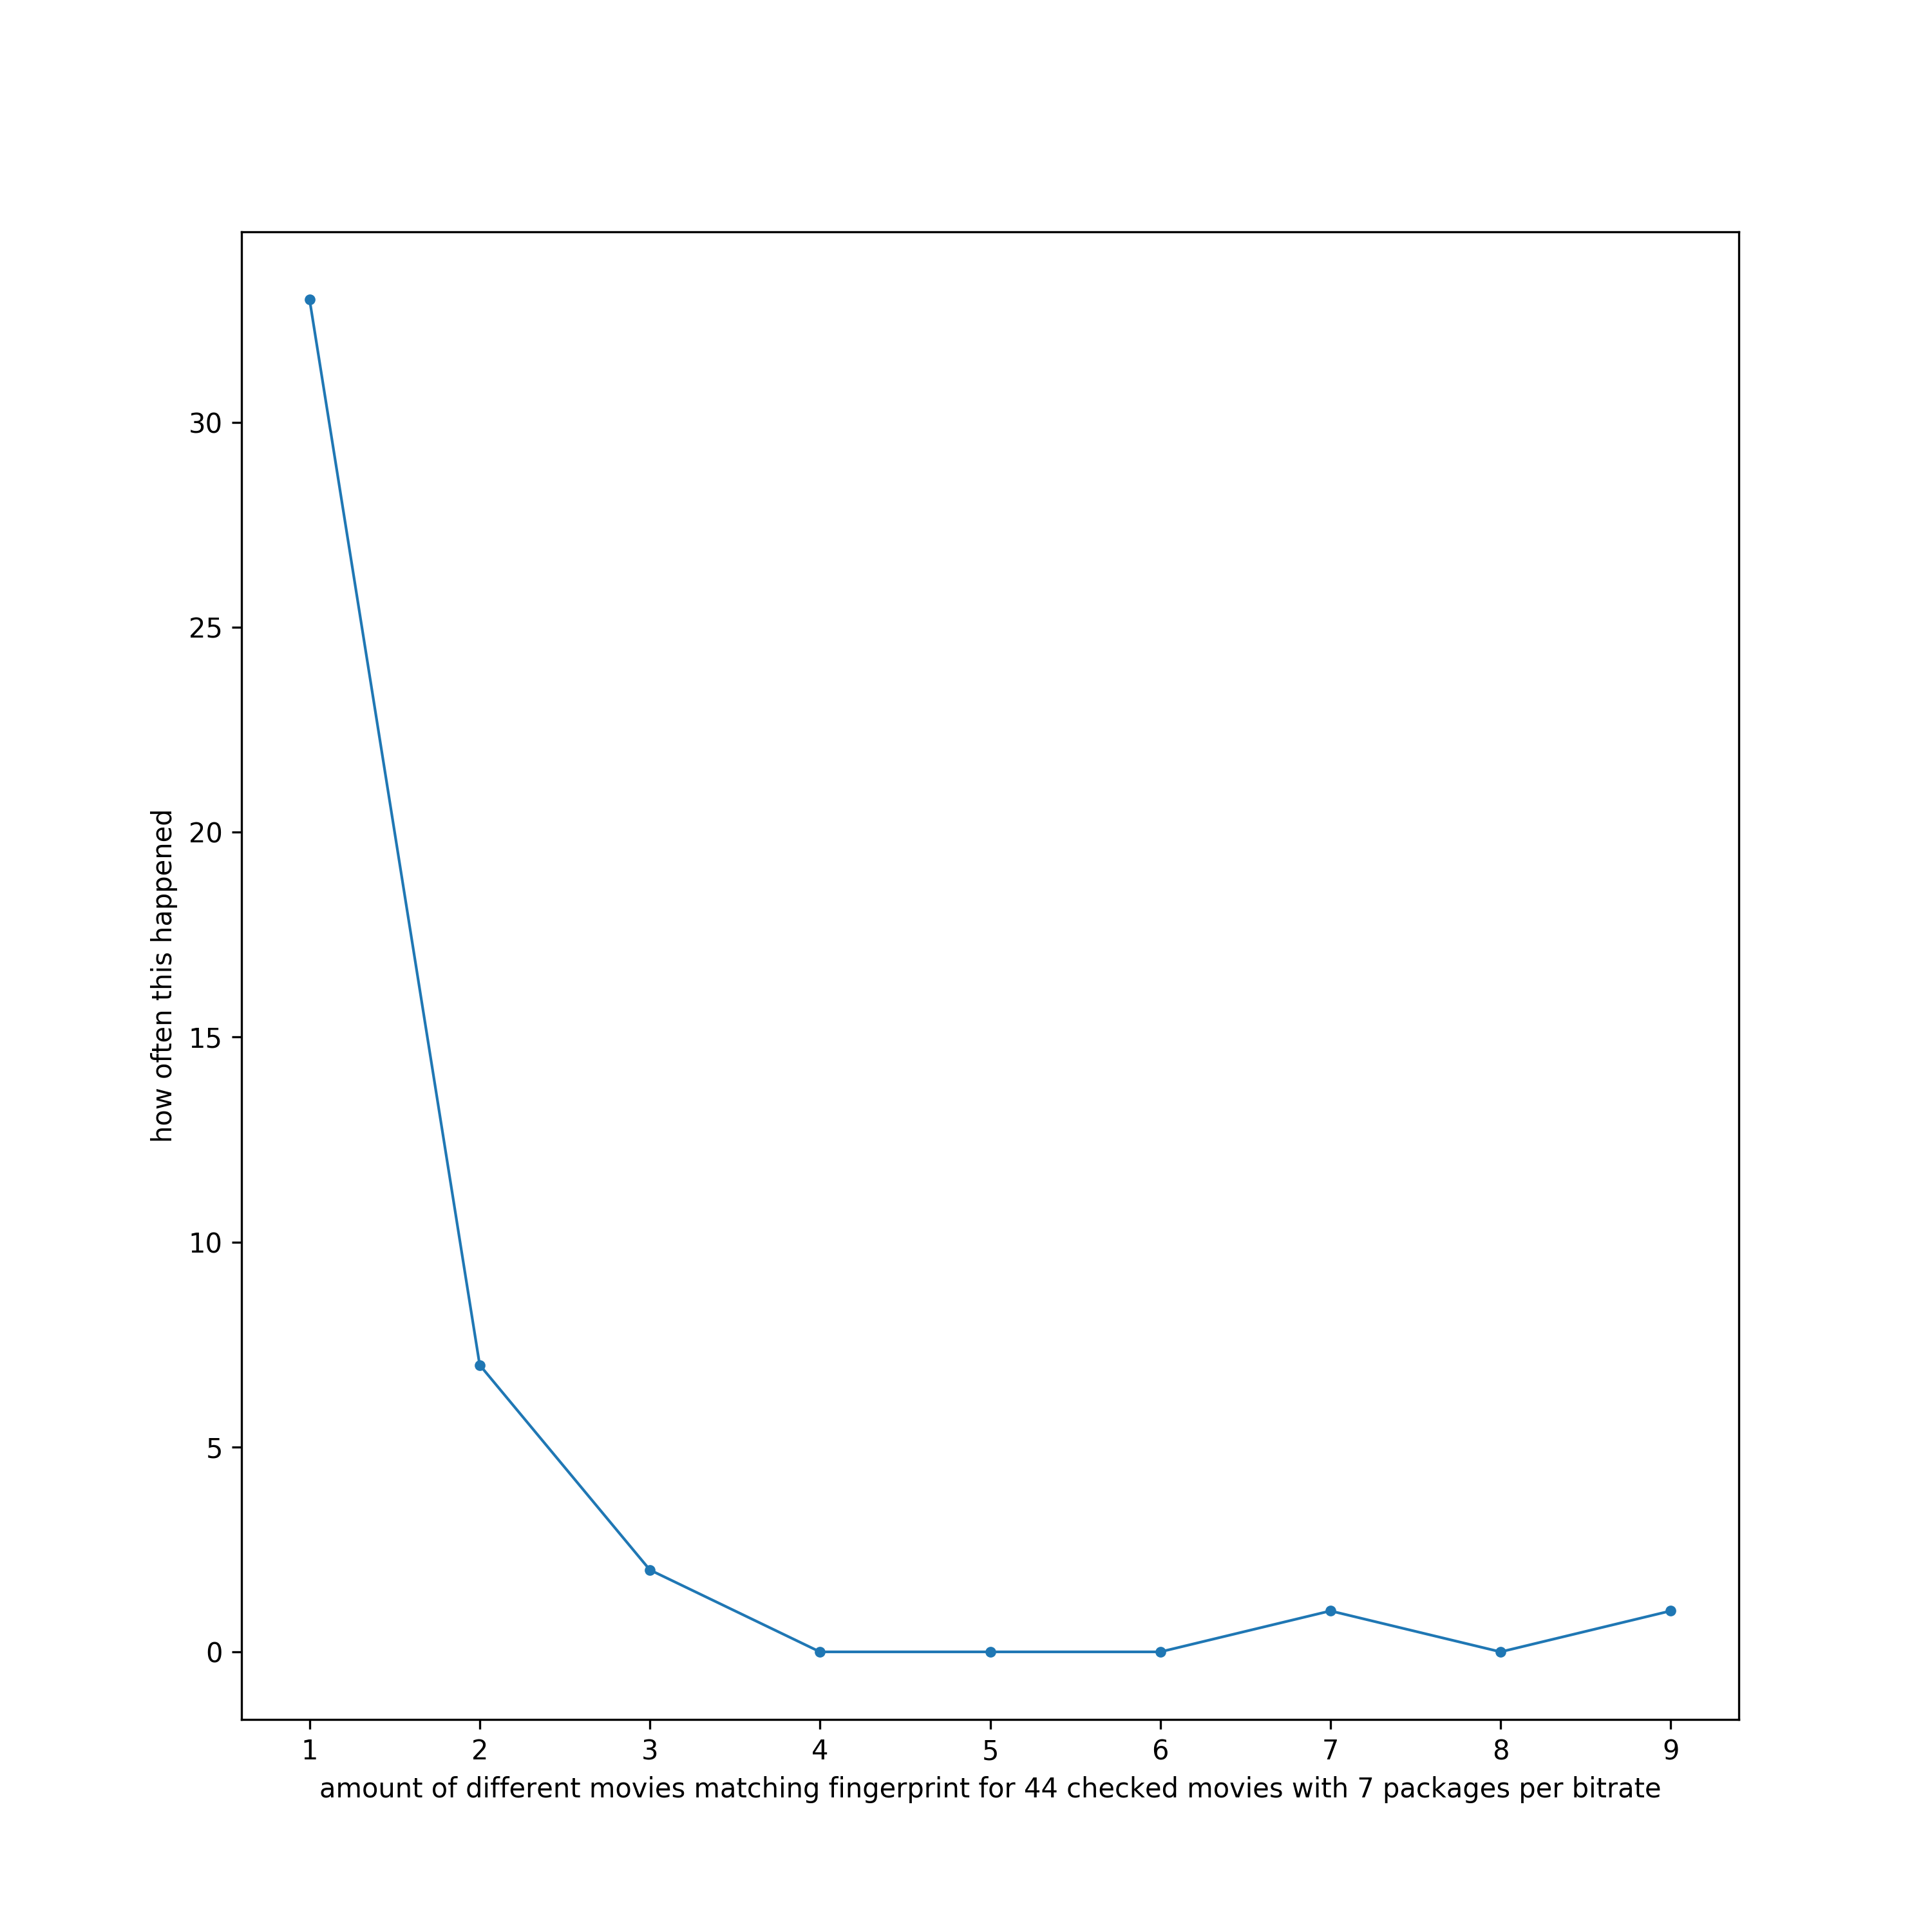 30
25
20
15
10
5
0
how often this happened
1 2 3 4 5 6 7 8 9
amount of different movies matching fingerprint for 44 checked movies with 7 packages per bitrate